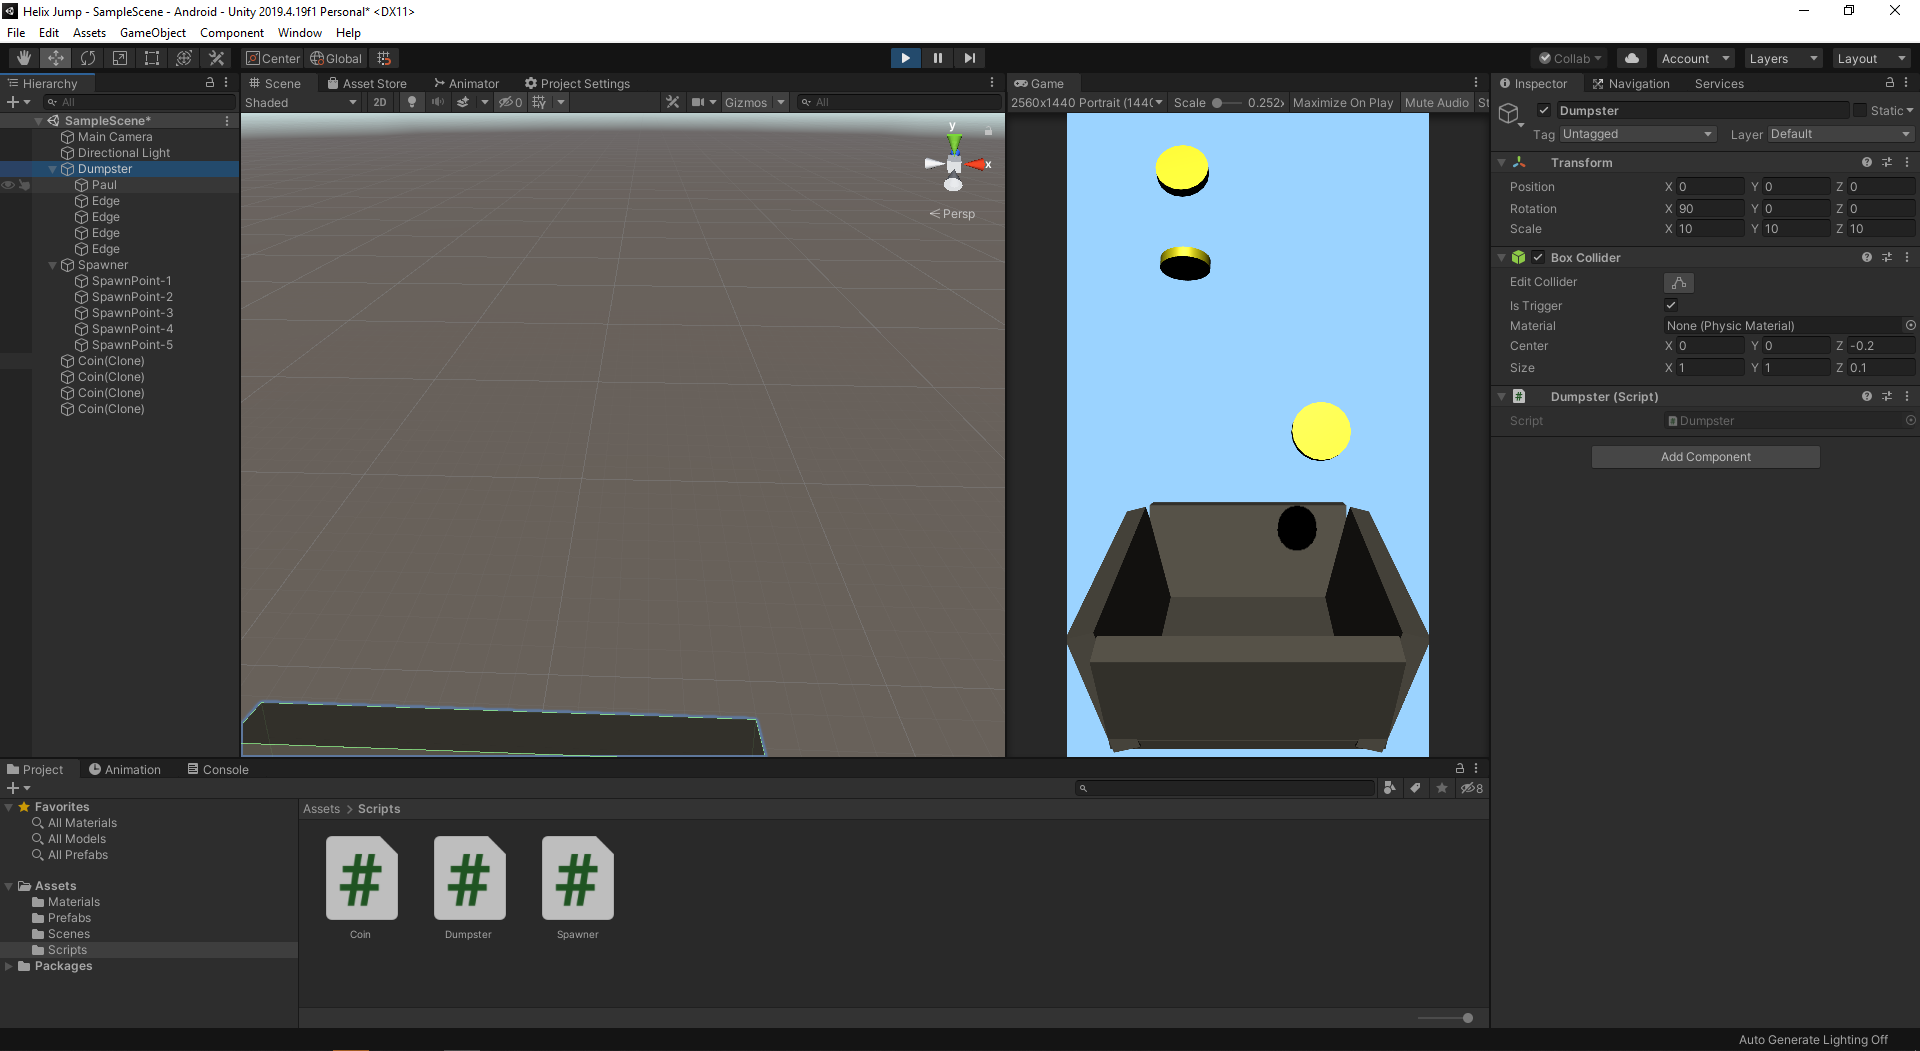 Helix Jump - SampleScene - Android - Unity 2019.4.19f1 Personal* <DX11>
File Edit Assets GameObject Component Window Help
Center Global Collab Account Layers Layout
Hierarchy
All
SampleScene*
Main Camera
Directional Light
Dumpster
Paul
Edge
Edge
Edge
Edge
Spawner
SpawnPoint-1
SpawnPoint-2
SpawnPoint-3
SpawnPoint-4
SpawnPoint-5
Coin(Clone)
Coin(Clone)
Coin(Clone)
Coin(Clone)
Scene Asset Store Animator Project Settings
Shaded 2D 0 Gizmos All
y
x
Persp
Game
2560x1440 Portrait (144 Scale 0.252x Maximize On Play Mute Audio St
Inspector Navigation Services
Dumpster Static
Tag Untagged Layer Default
Transform
Position X 0 Y 0 Z 0
Rotation X 90 Y 0 Z 0
Scale X 10 Y 10 Z 10
Box Collider
Edit Collider
Is Trigger
Material None (Physic Material)
Center X 0 Y 0 Z -0.2
Size X 1 Y 1 Z 0.1
# Dumpster (Script)
Script Dumpster
Add Component
Project Animation Console
8
Favorites
All Materials
All Models
All Prefabs
Assets
Materials
Prefabs
Scenes
Scripts
Packages
Assets > Scripts
# # #
Coin Dumpster Spawner
Auto Generate Lighting Off